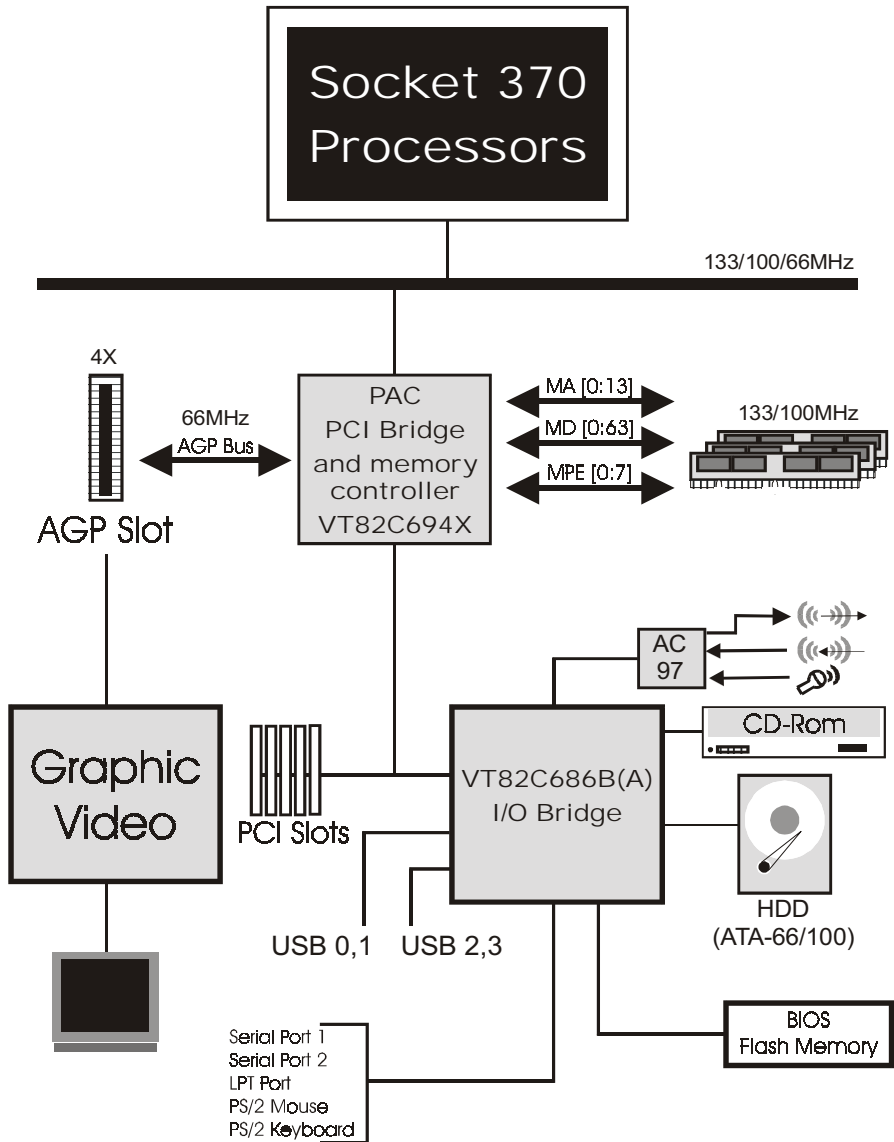 Socket 370
Processors
133/100/66MHz
4X
66MHz
AGP Bus
AGP Slot
PAC
PCI Bridge
and memory
controller
VT82C694X
MA [0:13]
MD [0:63]
MPE [0:7]
133/100MHz
AC
97
CD-Rom
Graphic
Video
PCI Slots
VT82C686B(A)
I/O Bridge
HDD
(ATA-66/100)
USB 0,1
USB 2,3
BIOS
Flash Memory
Serial Port 1
Serial Port 2
LPT Port
PS/2 Mouse
PS/2 Keyboard